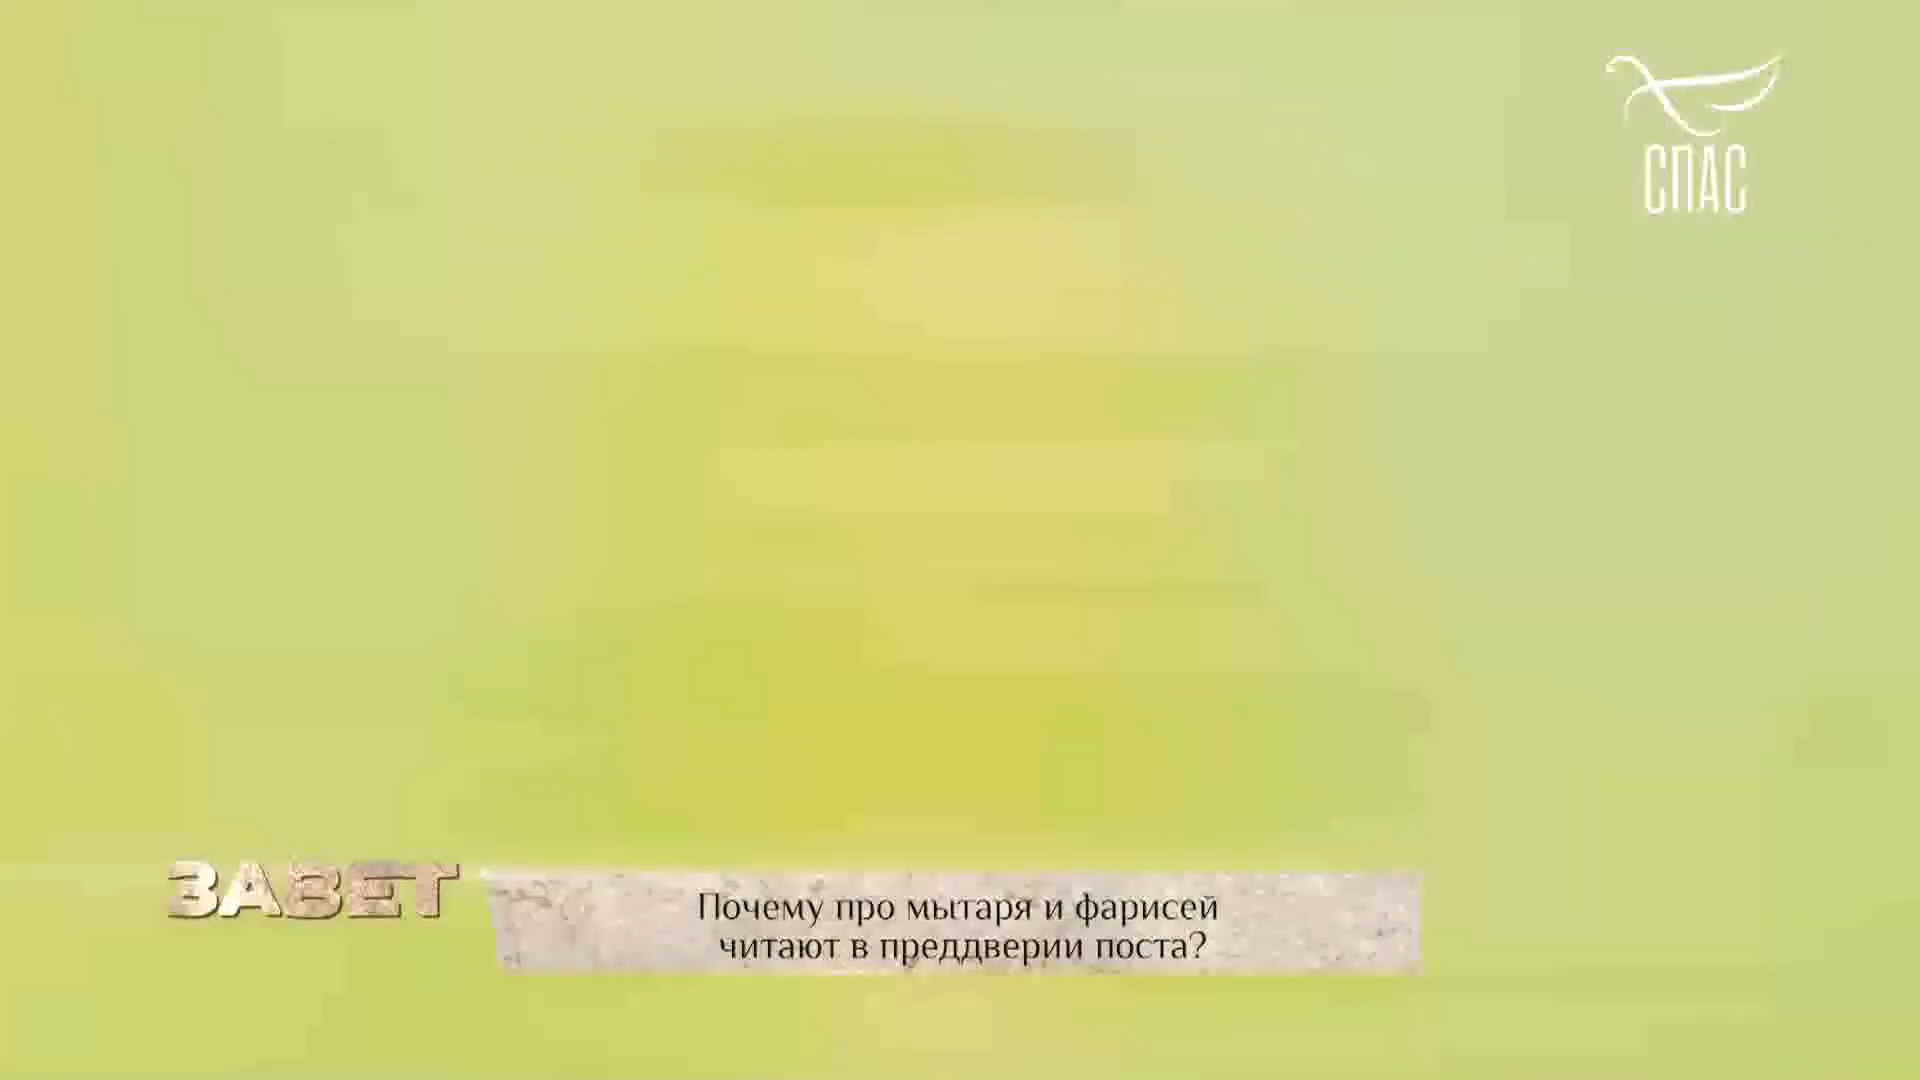 СПАС
ЗАВЕТ
Почему про мытаря и фарисей
читают в преддверии поста?